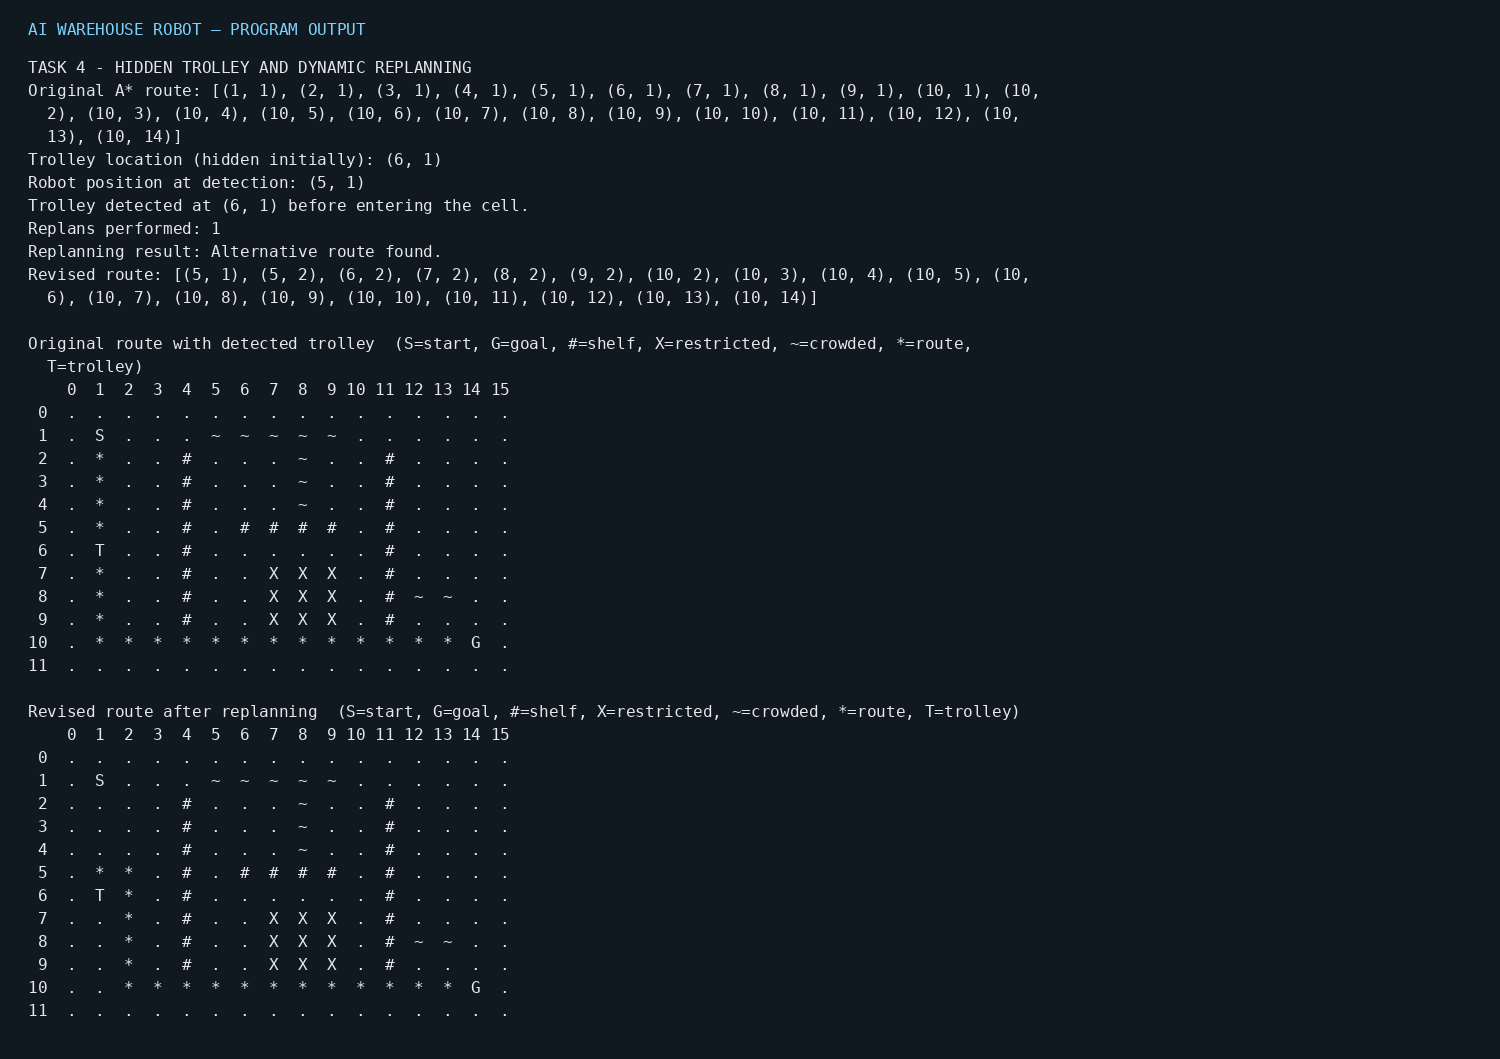 AI WAREHOUSE ROBOT — PROGRAM OUTPUT
TASK 4 - HIDDEN TROLLEY AND DYNAMIC REPLANNING
Original A* route: [(1, 1), (2, 1), (3, 1), (4, 1), (5, 1), (6, 1), (7, 1), (8, 1), (9, 1), (10, 1), (10,
  2), (10, 3), (10, 4), (10, 5), (10, 6), (10, 7), (10, 8), (10, 9), (10, 10), (10, 11), (10, 12), (10,
  13), (10, 14)]
Trolley location (hidden initially): (6, 1)
Robot position at detection: (5, 1)
Trolley detected at (6, 1) before entering the cell.
Replans performed: 1
Replanning result: Alternative route found.
Revised route: [(5, 1), (5, 2), (6, 2), (7, 2), (8, 2), (9, 2), (10, 2), (10, 3), (10, 4), (10, 5), (10,
  6), (10, 7), (10, 8), (10, 9), (10, 10), (10, 11), (10, 12), (10, 13), (10, 14)]

Original route with detected trolley  (S=start, G=goal, #=shelf, X=restricted, ~=crowded, *=route,
  T=trolley)
    0  1  2  3  4  5  6  7  8  9 10 11 12 13 14 15
 0  .  .  .  .  .  .  .  .  .  .  .  .  .  .  .  .
 1  .  S  .  .  .  ~  ~  ~  ~  ~  .  .  .  .  .  .
 2  .  *  .  .  #  .  .  .  ~  .  .  #  .  .  .  .
 3  .  *  .  .  #  .  .  .  ~  .  .  #  .  .  .  .
 4  .  *  .  .  #  .  .  .  ~  .  .  #  .  .  .  .
 5  .  *  .  .  #  .  #  #  #  #  .  #  .  .  .  .
 6  .  T  .  .  #  .  .  .  .  .  .  #  .  .  .  .
 7  .  *  .  .  #  .  .  X  X  X  .  #  .  .  .  .
 8  .  *  .  .  #  .  .  X  X  X  .  #  ~  ~  .  .
 9  .  *  .  .  #  .  .  X  X  X  .  #  .  .  .  .
10  .  *  *  *  *  *  *  *  *  *  *  *  *  *  G  .
11  .  .  .  .  .  .  .  .  .  .  .  .  .  .  .  .

Revised route after replanning  (S=start, G=goal, #=shelf, X=restricted, ~=crowded, *=route, T=trolley)
    0  1  2  3  4  5  6  7  8  9 10 11 12 13 14 15
 0  .  .  .  .  .  .  .  .  .  .  .  .  .  .  .  .
 1  .  S  .  .  .  ~  ~  ~  ~  ~  .  .  .  .  .  .
 2  .  .  .  .  #  .  .  .  ~  .  .  #  .  .  .  .
 3  .  .  .  .  #  .  .  .  ~  .  .  #  .  .  .  .
 4  .  .  .  .  #  .  .  .  ~  .  .  #  .  .  .  .
 5  .  *  *  .  #  .  #  #  #  #  .  #  .  .  .  .
 6  .  T  *  .  #  .  .  .  .  .  .  #  .  .  .  .
 7  .  .  *  .  #  .  .  X  X  X  .  #  .  .  .  .
 8  .  .  *  .  #  .  .  X  X  X  .  #  ~  ~  .  .
 9  .  .  *  .  #  .  .  X  X  X  .  #  .  .  .  .
10  .  .  *  *  *  *  *  *  *  *  *  *  *  *  G  .
11  .  .  .  .  .  .  .  .  .  .  .  .  .  .  .  .